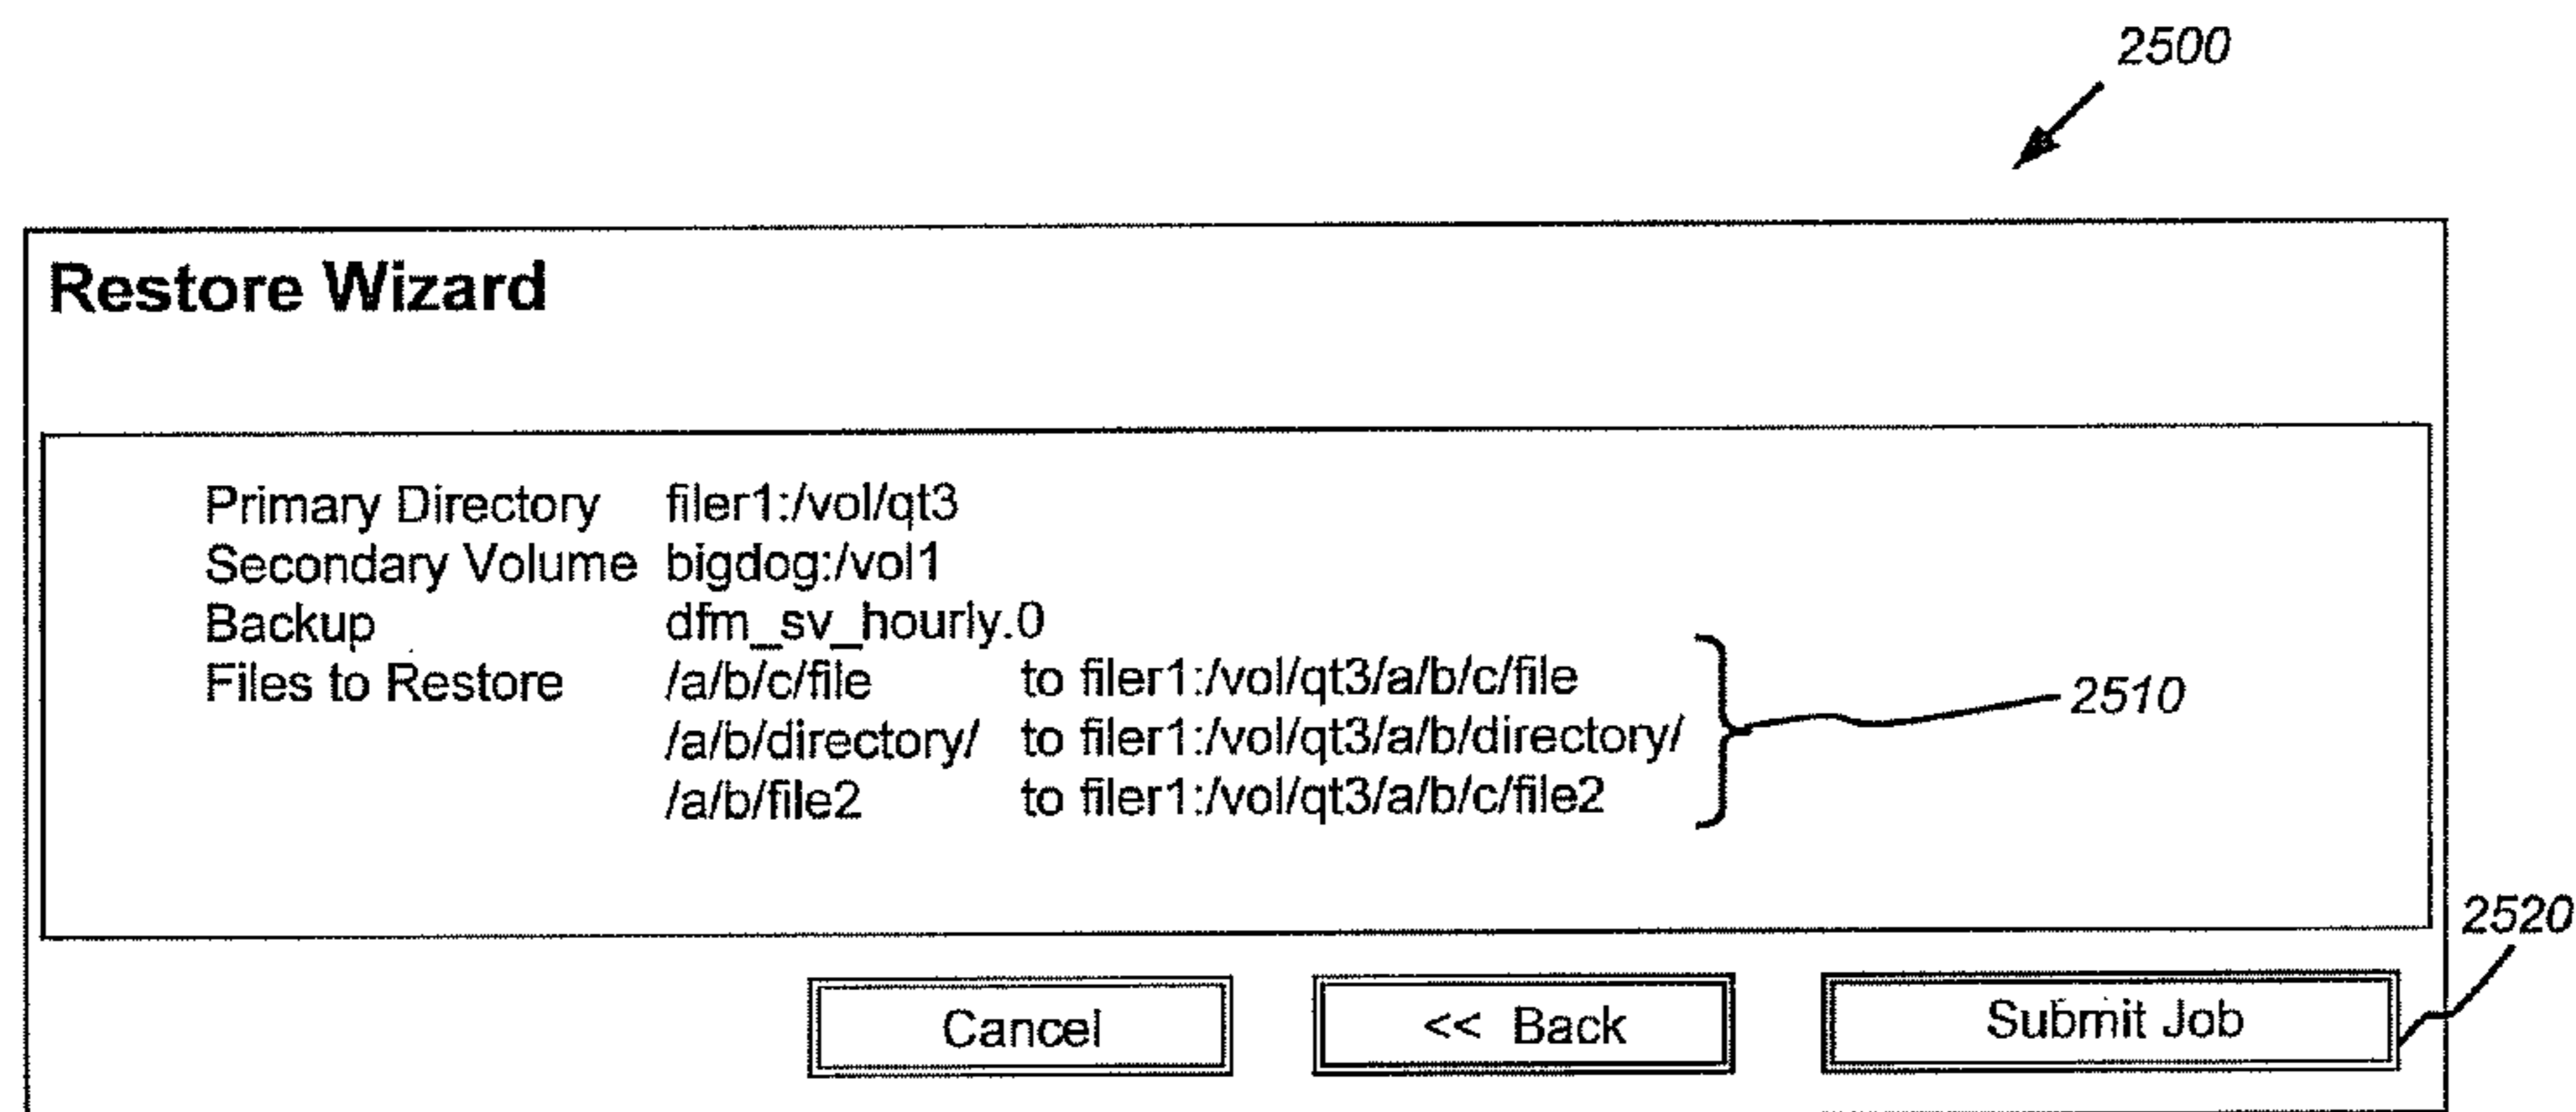 2500
Restore Wizard
Primary Directory filer1:/vol/qt3
Secondary Volume bigdog:/vol1
Backup dfm_sv_hourly.0
Files to Restore /a/b/c/file to filer1:/vol/qt3/a/b/c/file
/a/b/directory/ to filer1:/vol/qt3/a/b/directory/
/a/b/file2 to filer1:/vol/qt3/a/b/c/file2
2510
2520
Cancel << Back Submit Job